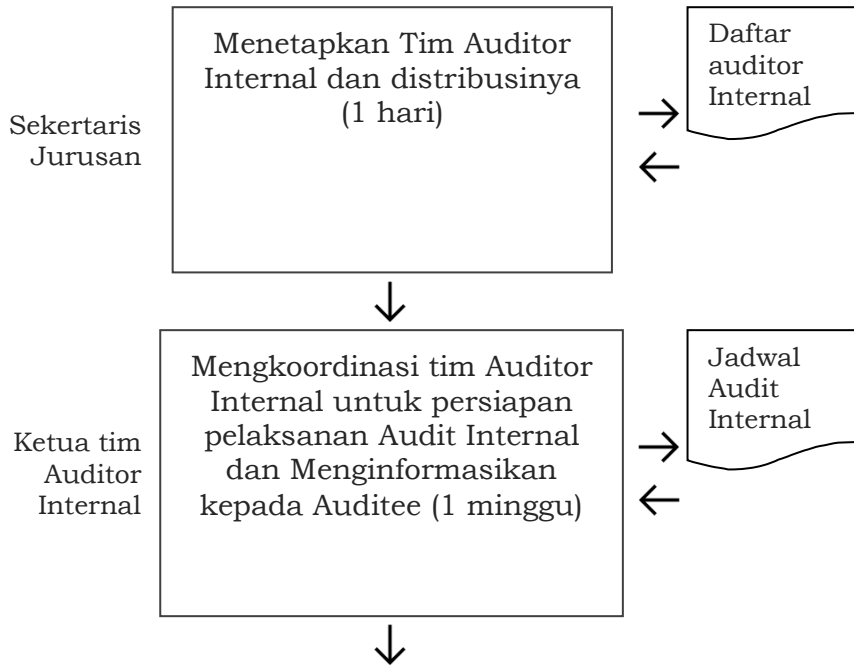 Menetapkan Tim Auditor
Internal dan distribusinya
(1 hari)
Daftar
auditor
Internal
Sekertaris
Jurusan
Mengkoordinasi tim Auditor
Internal untuk persiapan
pelaksanan Audit Internal
dan Menginformasikan
kepada Auditee (1 minggu)
Jadwal
Audit
Internal
Ketua tim
Auditor
Internal